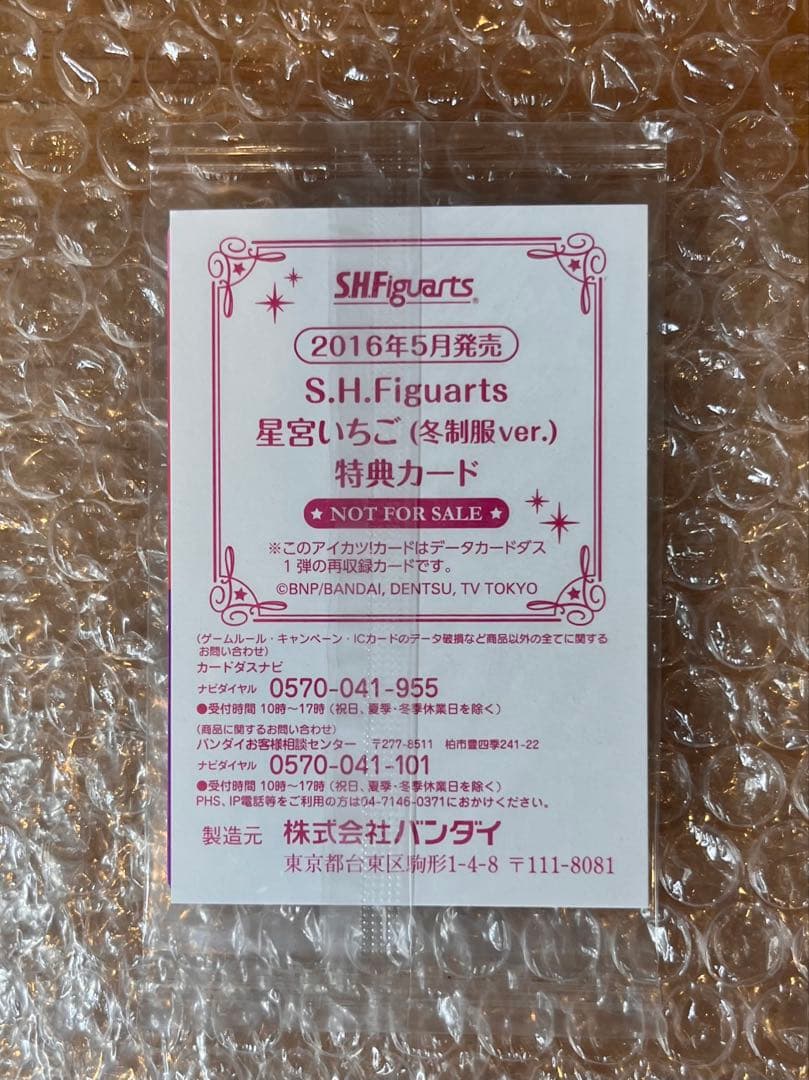 S.H.Figuarts
2016年5月発売
S.H.Figuarts
星宮いちご (冬制服ver.)
特典カード
★ NOT FOR SALE ★
※このアイカツ!カードはデータカードダス
1弾の再収録カードです。
©BNP/BANDAI, DENTSU, TV TOKYO
(ゲームルール・キャンペーン・ICカードのデータ破損など商品以外の全てに関する
お問い合わせ)
カードダスナビ
ナビダイヤル 0570-041-955
●受付時間 10時～17時 (祝日、夏季・冬季休業日を除く)
(商品に関するお問い合わせ)
バンダイお客様相談センター 〒277-8511 柏市豊四季241-22
ナビダイヤル 0570-041-101
●受付時間 10時～17時 (祝日、夏季・冬季休業日を除く)
PHS、IP電話等をご利用の方は04-7146-0371におかけください。
製造元 株式会社バンダイ
東京都台東区駒形1-4-8 〒111-8081